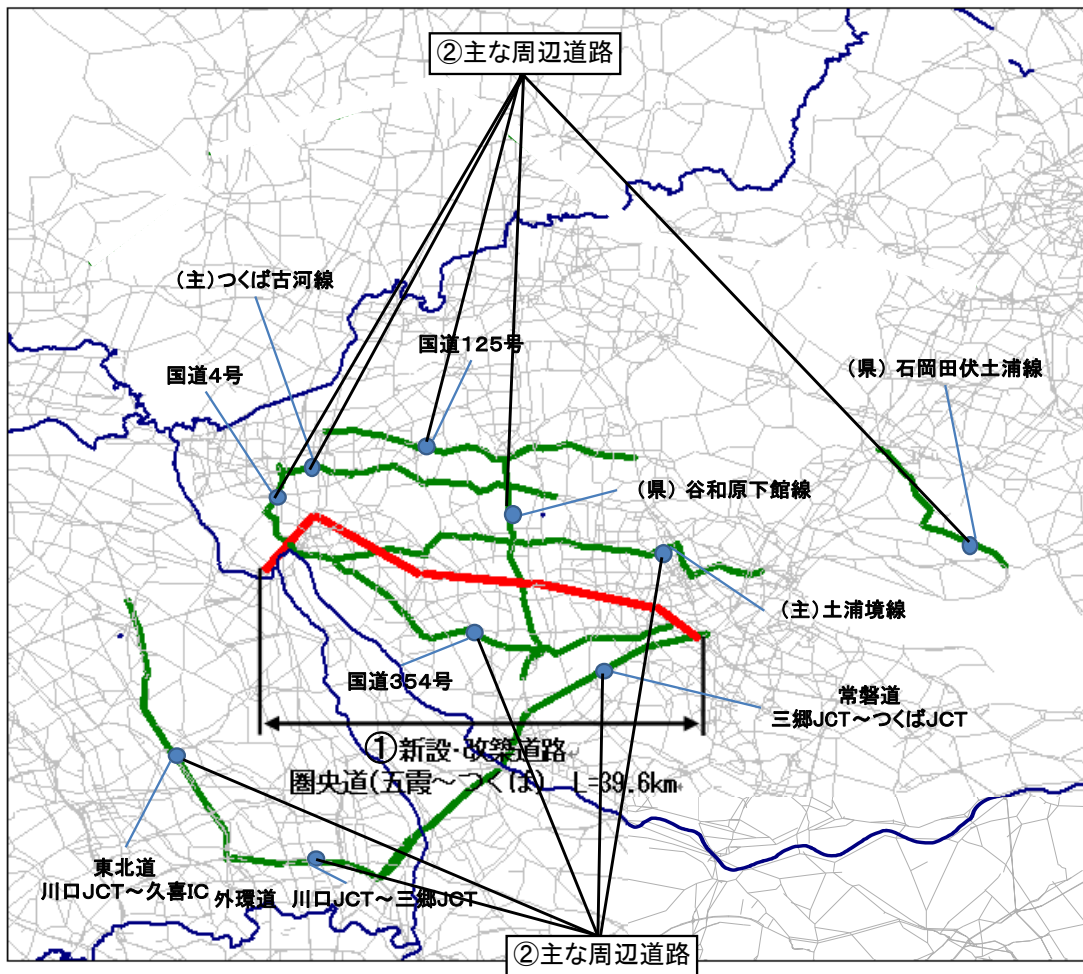 ②主な周辺道路
(主)つくば古河線
国道125号
国道4号
(県) 石岡田伏土浦線
(県) 谷和原下館線
(主)土浦境線
国道354号
常磐道
三郷JCT～つくばJCT
①新設・改築道路
圏央道(五霞～つくば) L=39.6km
東北道
川口JCT～久喜IC
外環道 川口JCT～三郷JCT
②主な周辺道路